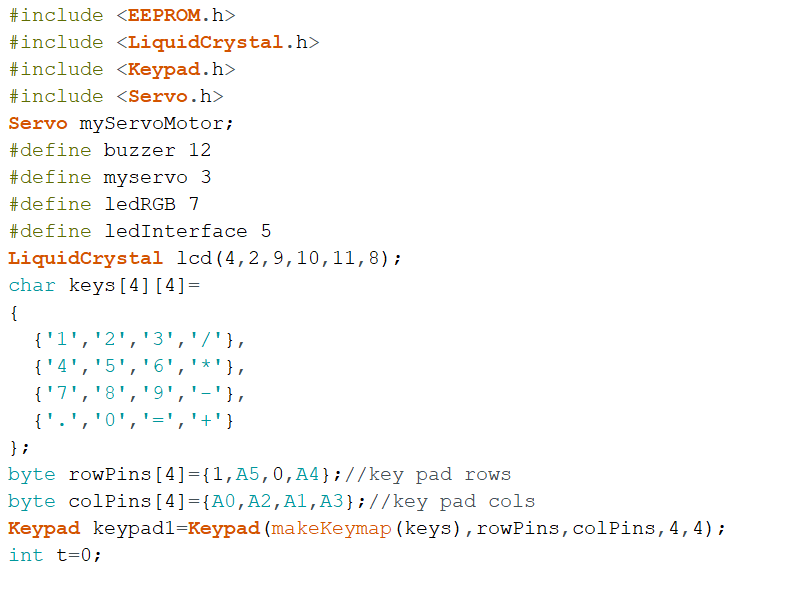 #include <EEPROM.h>
#include <LiquidCrystal.h>
#include <Keypad.h>
#include <Servo.h>
Servo myServoMotor;
#define buzzer 12
#define myservo 3
#define ledRGB 7
#define ledInterface 5
LiquidCrystal lcd(4,2,9,10,11,8);
char keys[4][4]=
{
  {'1','2','3','/'},
  {'4','5','6','*'},
  {'7','8','9','-'},
  {'.','0','=','+'}
};
byte rowPins[4]={1,A5,0,A4};//key pad rows
byte colPins[4]={A0,A2,A1,A3};//key pad cols
Keypad keypad1=Keypad(makeKeymap(keys),rowPins,colPins,4,4);
int t=0;